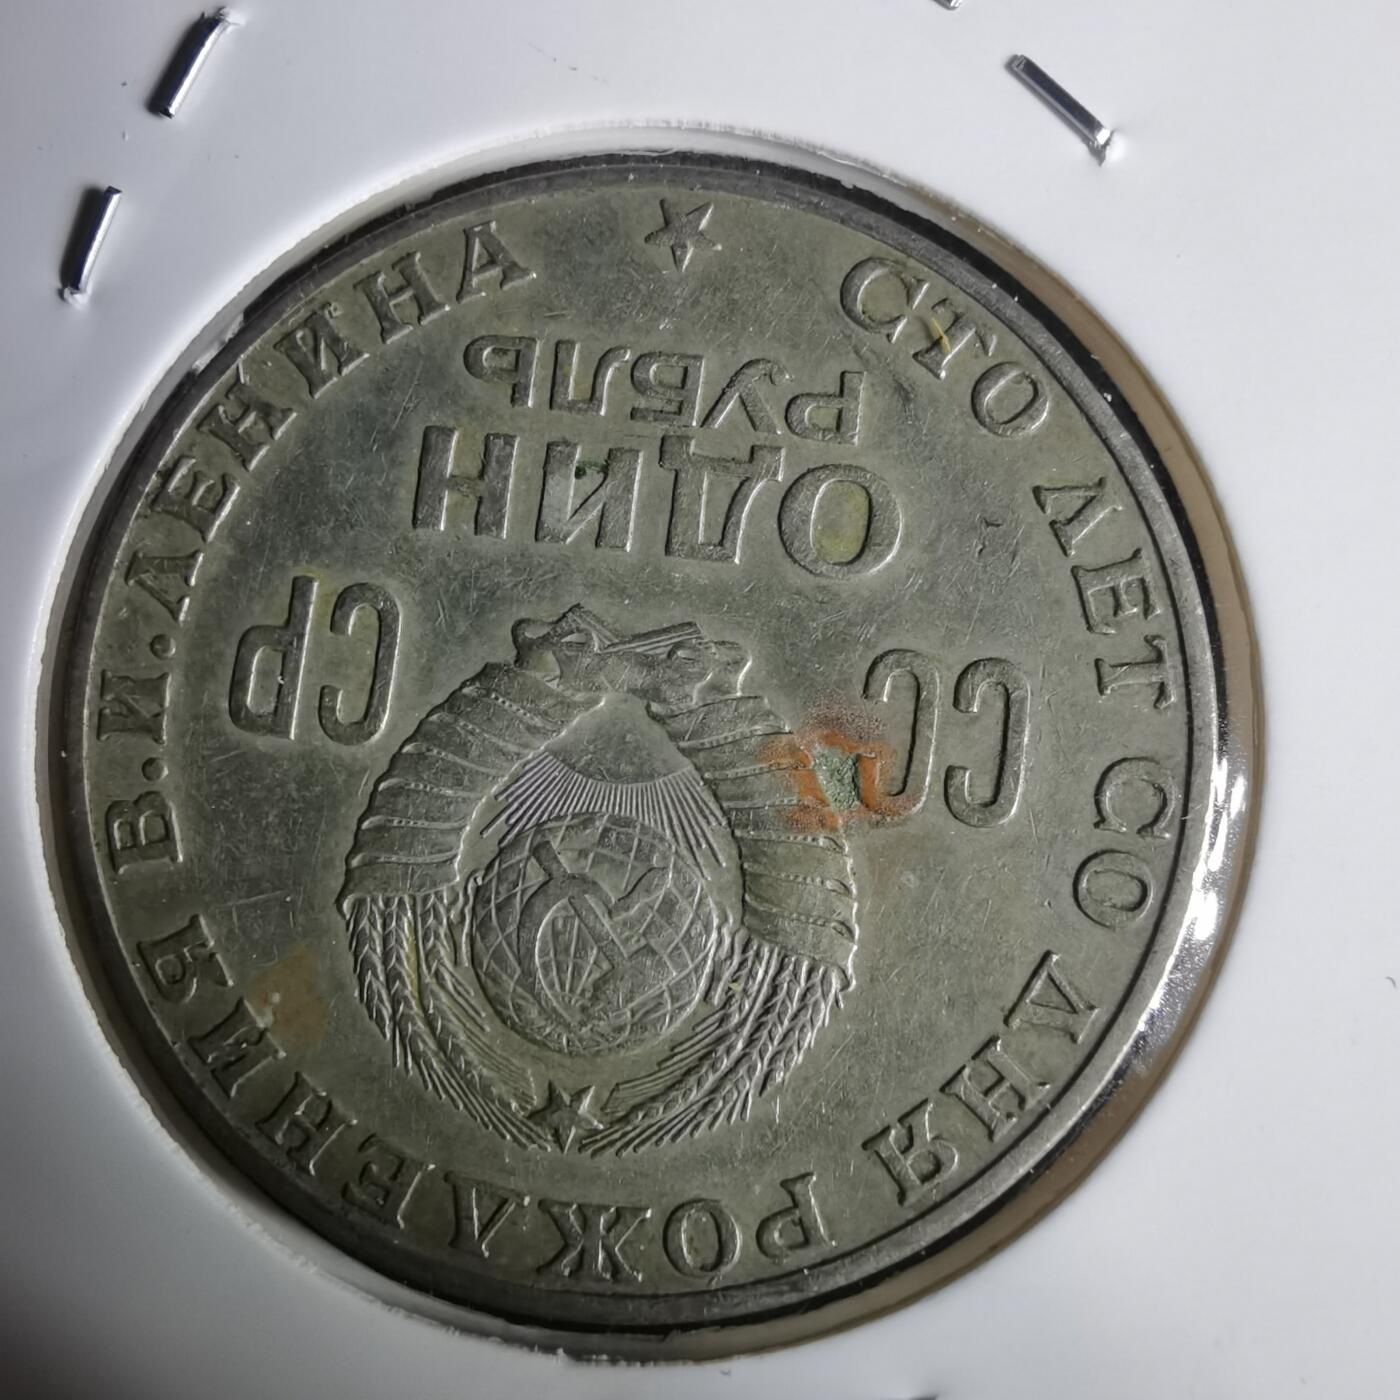 СТО ЛЕТ СО ДНЯ РОЖДЕНИЯ В.И.ЛЕНИНА
СС СР
ОДИН
РУБЛЬ